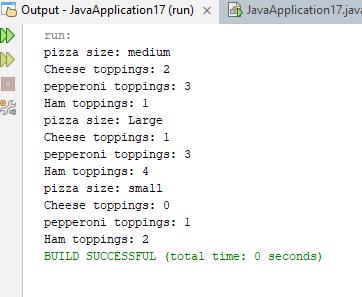 Output - JavaApplication17 (run)
JavaApplication17.java
run:
pizza size: medium
Cheese toppings: 2
pepperoni toppings: 3
Ham toppings: 1
pizza size: Large
Cheese toppings: 1
pepperoni toppings: 3
Ham toppings: 4
pizza size: small
Cheese toppings: 0
pepperoni toppings: 1
Ham toppings: 2
BUILD SUCCESSFUL (total time: 0 seconds)